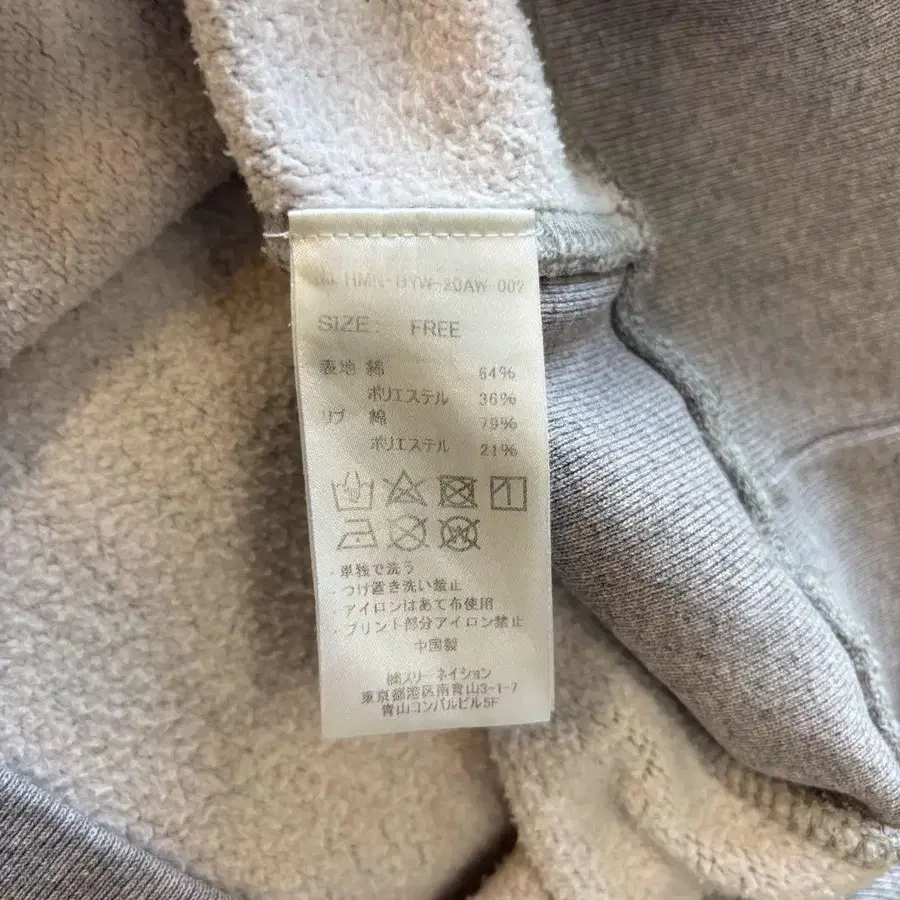 HMN-BYW-20AW-002
SIZE: FREE
表地 綿 64%
ポリエステル 36%
リブ 綿 79%
ポリエステル 21%
・単独で洗う
・つけ置き洗い禁止
・アイロンはあて布使用
・プリント部分アイロン禁止
中国製
㈱スリーネイション
東京都港区南青山3-1-7
青山コンパルビル5F